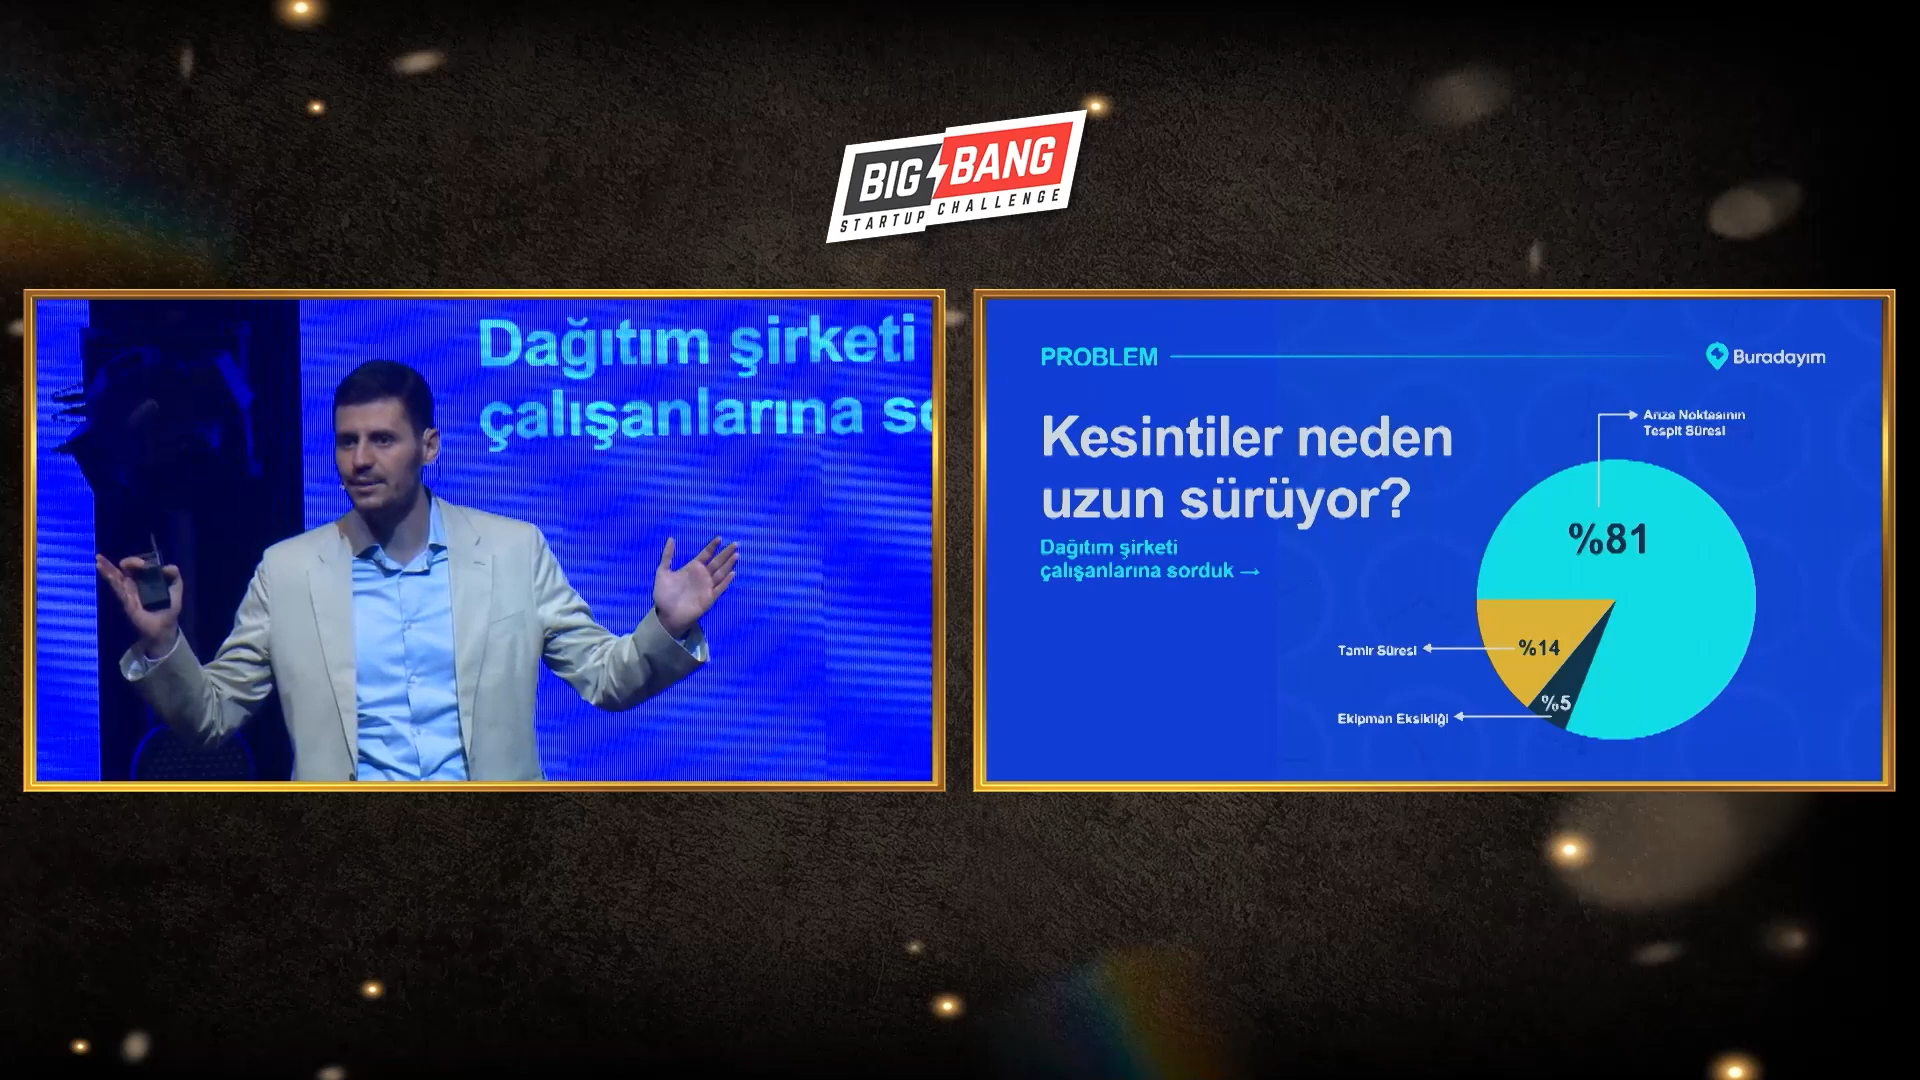 BIG BANG
STARTUP CHALLENGE
Dağıtım şirketi
çalışanlarına
PROBLEM
Buradayım
Kesintiler neden
uzun sürüyor?
Dağıtım şirketi
çalışanlarına sorduk →
Arıza Noktasının
Tespit Süresi
%81
Tamir Süresi
%14
%5
Ekipman Eksikliği